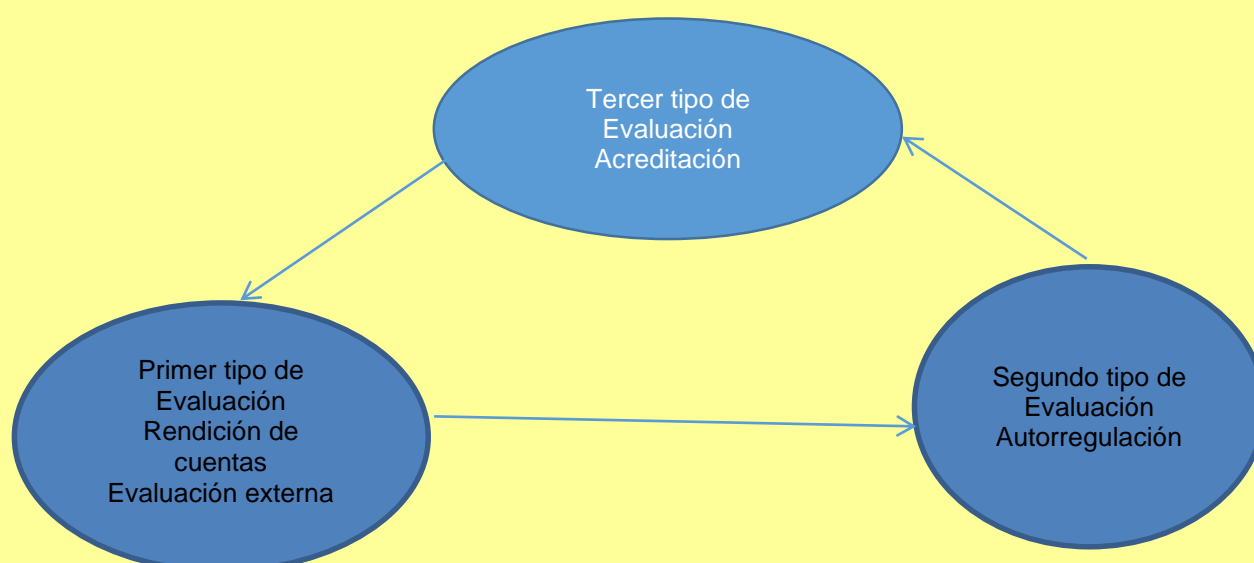 Tercer tipo de
Evaluación
Acreditación
Primer tipo de
Evaluación
Rendición de
cuentas
Evaluación externa
Segundo tipo de
Evaluación
Autorregulación